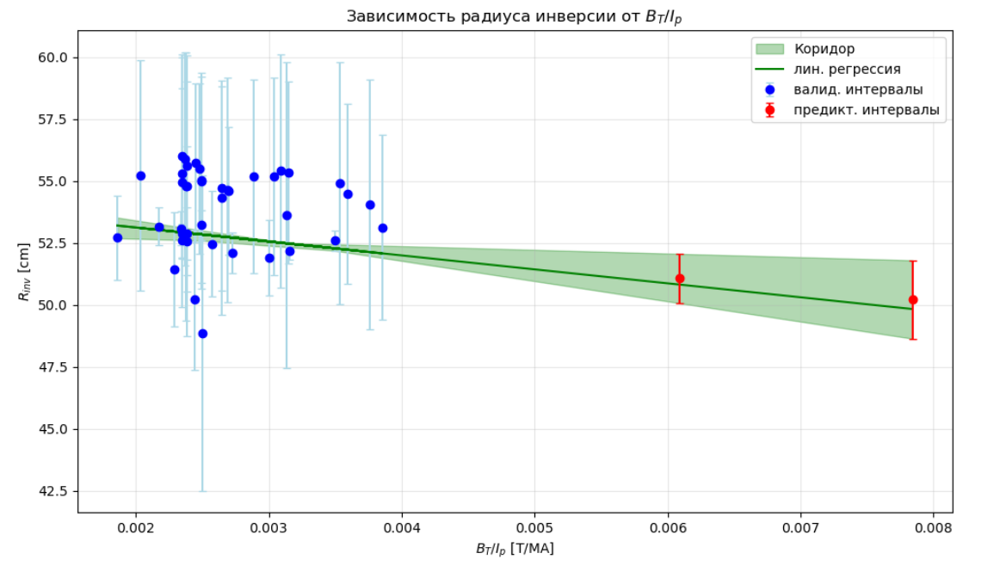 Зависимость радиуса инверсии от $B_T/I_p$
Коридор
лин. регрессия
валид. интервалы
предикт. интервалы
60.0
57.5
55.0
52.5
50.0
47.5
45.0
42.5
$R_{inv}$ [cm]
0.002 0.003 0.004 0.005 0.006 0.007 0.008
$B_T/I_p$ [T/MA]